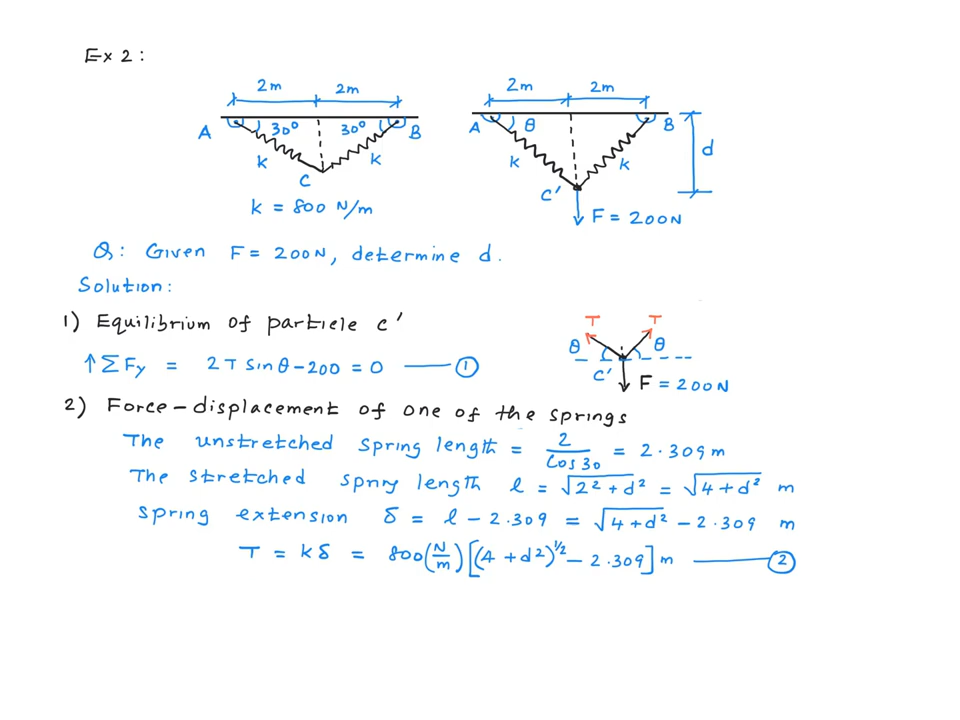 Ex 2:
2m 2m 2m 2m
A 30° 30° B A θ B
k k k k d
C C'
k = 800 N/m F = 200N
Q: Given F = 200N, determine d.
Solution:
1) Equilibrium of particle c'
T T
θ θ
↑ΣFy = 2T sinθ - 200 = 0 ①
C' F = 200N
2) Force-displacement of one of the springs
The unstretched spring length = 2/Cos30 = 2.309m
The stretched spring length l = √(2² + d²) = √(4 + d²) m
Spring extension δ = l - 2.309 = √(4 + d²) - 2.309 m
T = kδ = 800(N/m)[(4 + d²)^½ - 2.309]m ②